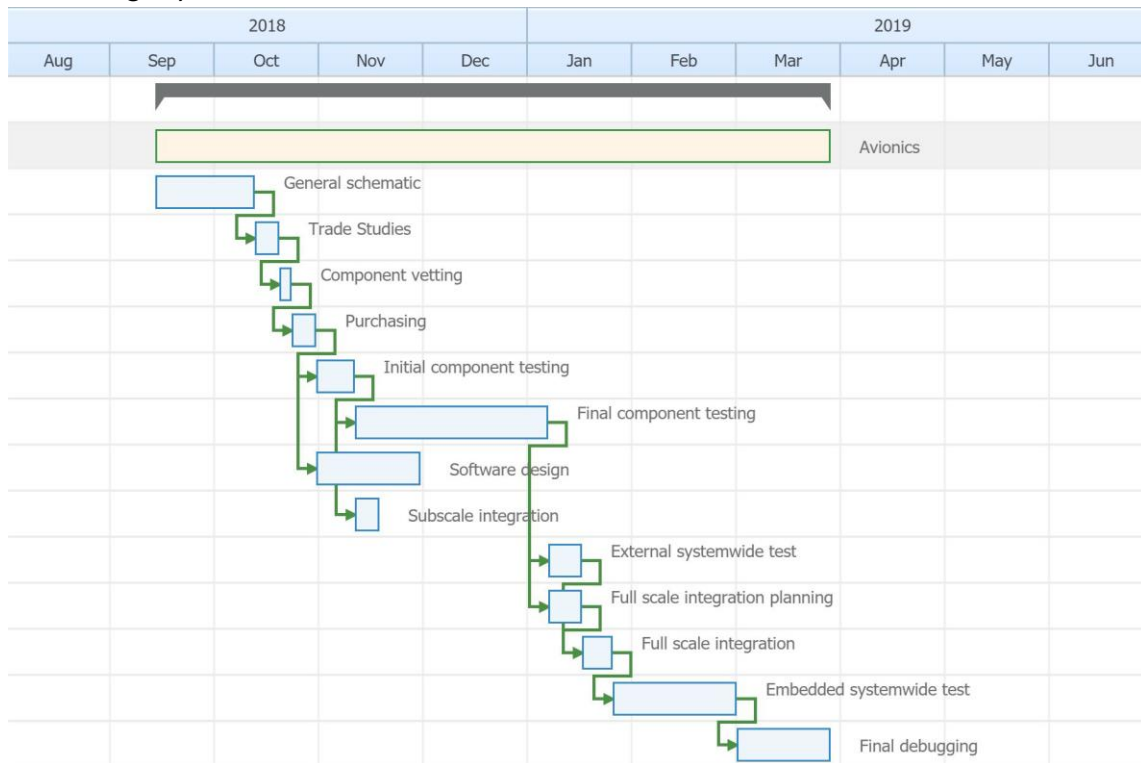 2018 2019
Aug Sep Oct Nov Dec Jan Feb Mar Apr May Jun
Avionics
General schematic
Trade Studies
Component vetting
Purchasing
Initial component testing
Final component testing
Software design
Subscale integration
External systemwide test
Full scale integration planning
Full scale integration
Embedded systemwide test
Final debugging